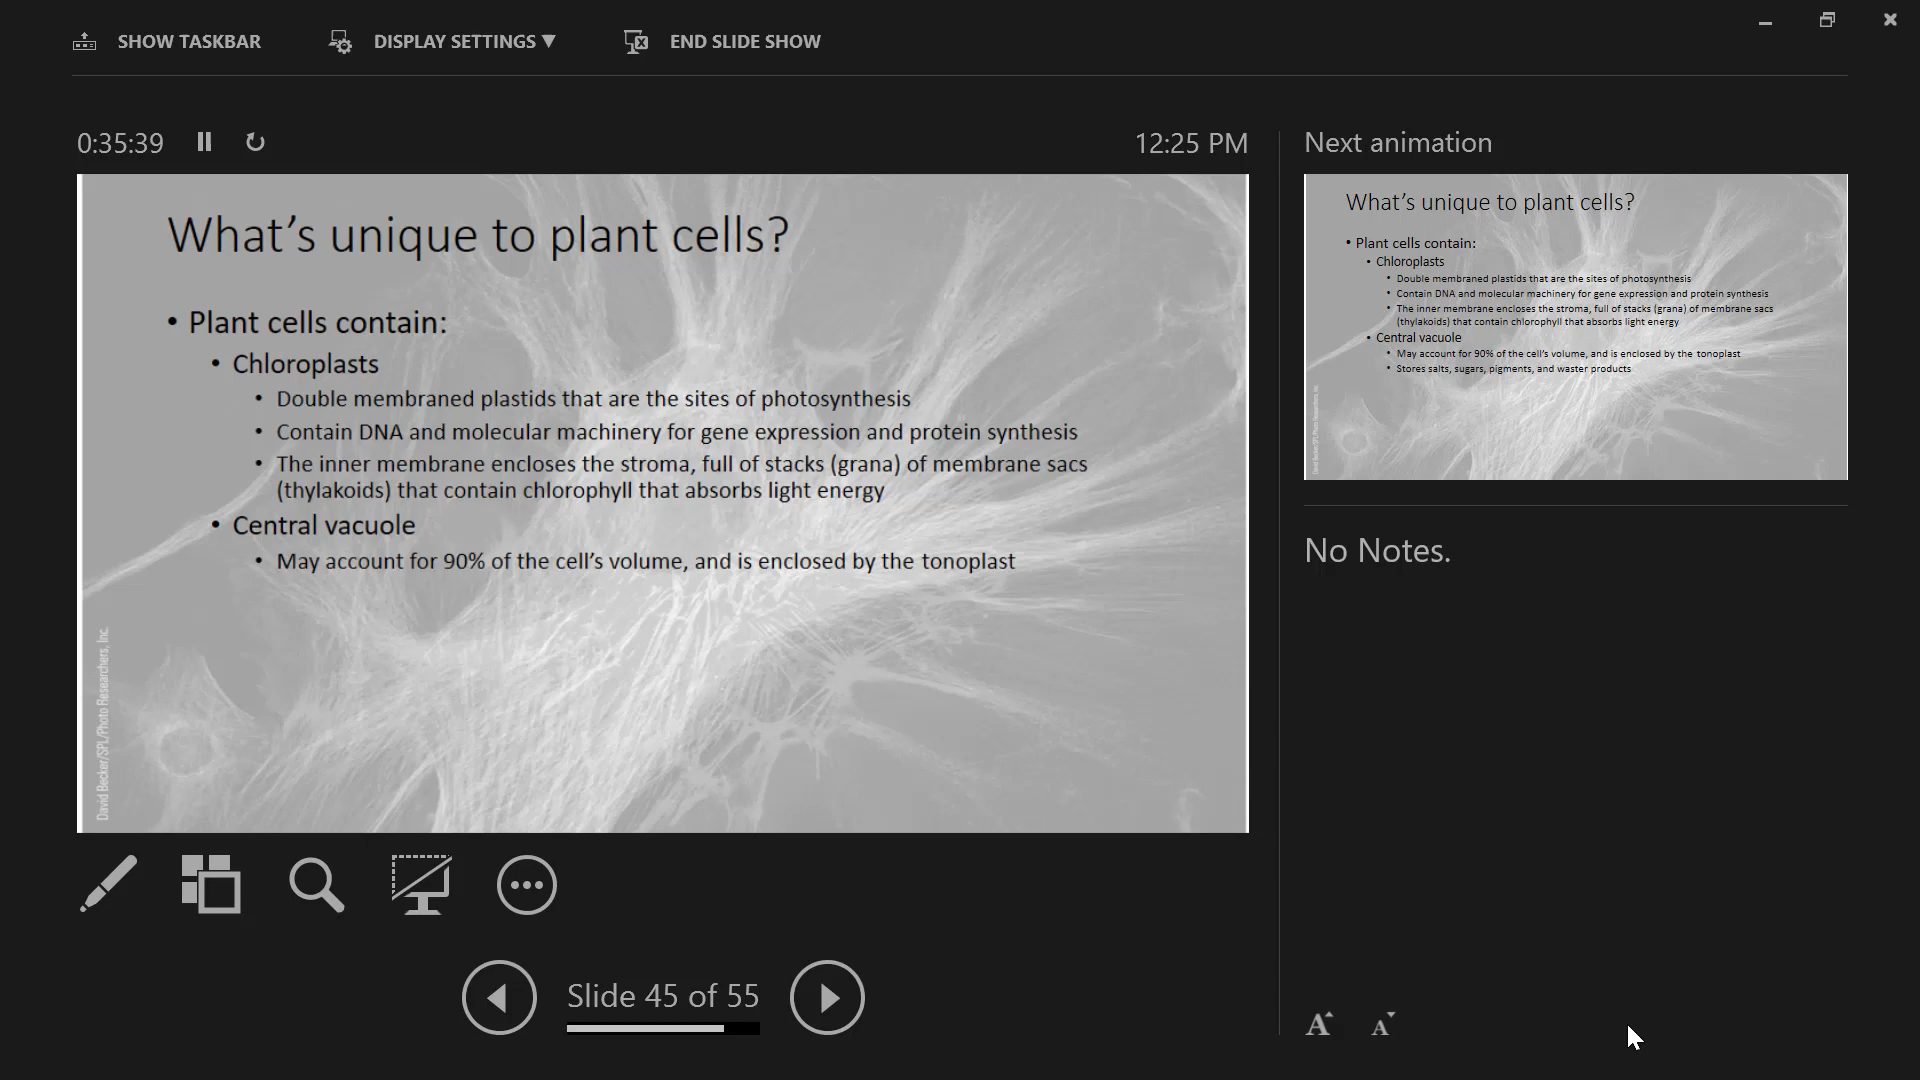 SHOW TASKBAR
DISPLAY SETTINGS ▼
END SLIDE SHOW
0:35:39
12:25 PM
What's unique to plant cells?
• Plant cells contain:
• Chloroplasts
• Double membraned plastids that are the sites of photosynthesis
• Contain DNA and molecular machinery for gene expression and protein synthesis
• The inner membrane encloses the stroma, full of stacks (grana) of membrane sacs
(thylakoids) that contain chlorophyll that absorbs light energy
• Central vacuole
• May account for 90% of the cell's volume, and is enclosed by the tonoplast
David Becker/SPL/Photo Researchers, Inc.
Slide 45 of 55
Next animation
What's unique to plant cells?
• Plant cells contain:
• Chloroplasts
• Double membraned plastids that are the sites of photosynthesis
• Contain DNA and molecular machinery for gene expression and protein synthesis
• The inner membrane encloses the stroma, full of stacks (grana) of membrane sacs
(thylakoids) that contain chlorophyll that absorbs light energy
• Central vacuole
• May account for 90% of the cell's volume, and is enclosed by the tonoplast
• Stores salts, sugars, pigments, and waster products
David Becker/SPL/Photo Researchers, Inc.
No Notes.
A A